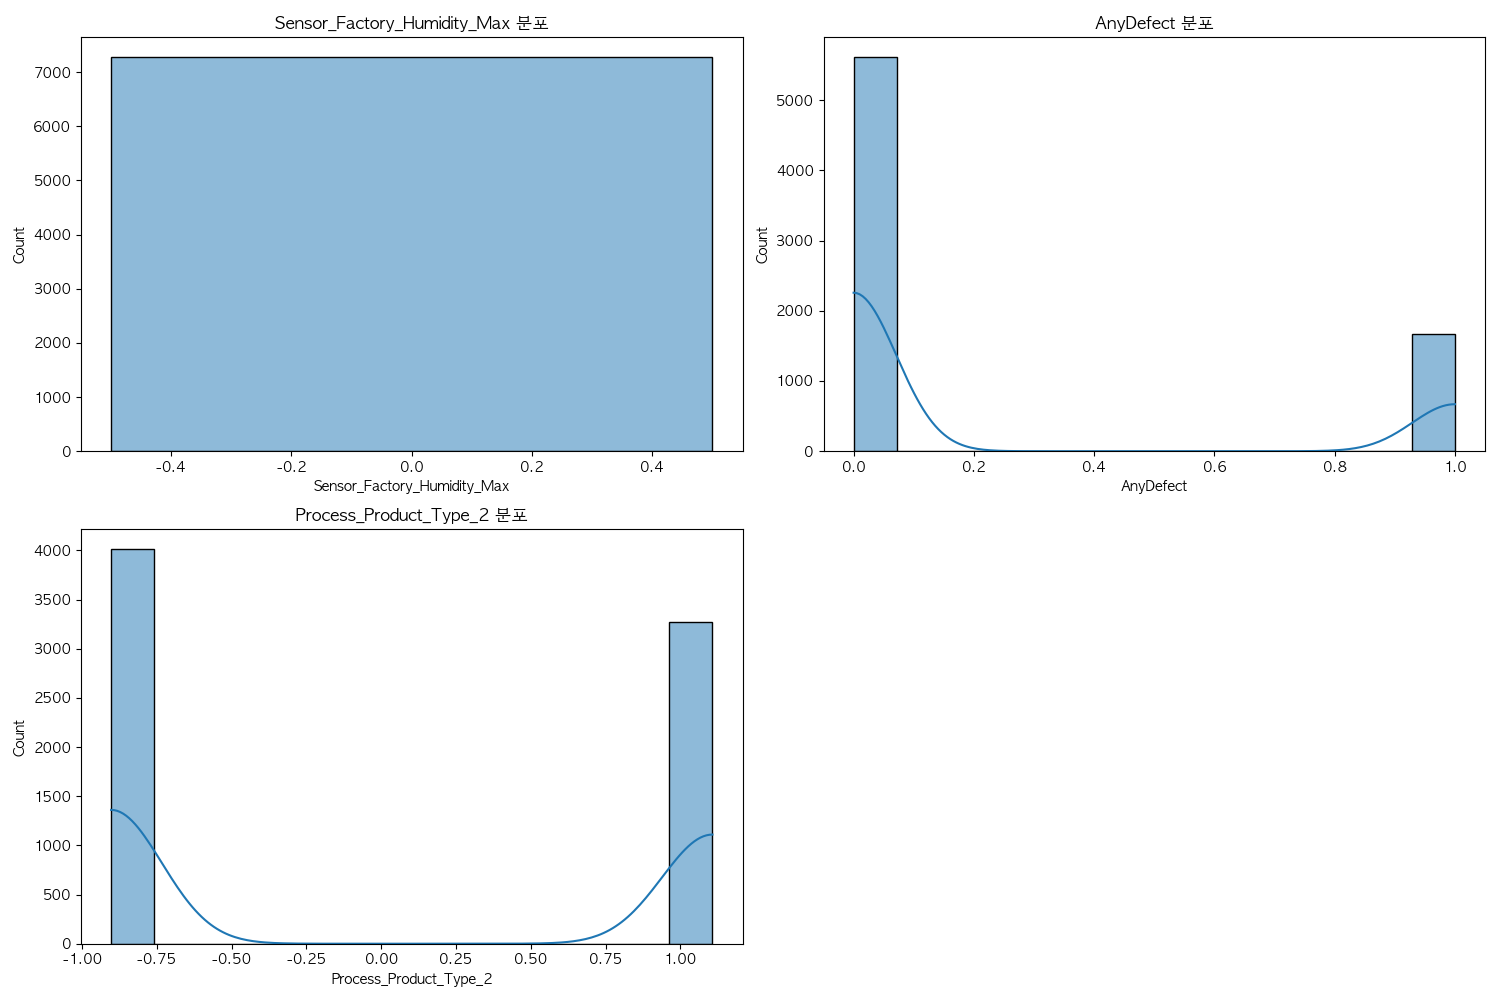 Sensor_Factory_Humidity_Max 분포
7000
6000
5000
4000
3000
2000
1000
0
Count
-0.4 -0.2 0.0 0.2 0.4
Sensor_Factory_Humidity_Max
AnyDefect 분포
5000
4000
3000
2000
1000
0
Count
0.0 0.2 0.4 0.6 0.8 1.0
AnyDefect
Process_Product_Type_2 분포
4000
3500
3000
2500
2000
1500
1000
500
0
Count
-1.00 -0.75 -0.50 -0.25 0.00 0.25 0.50 0.75 1.00
Process_Product_Type_2